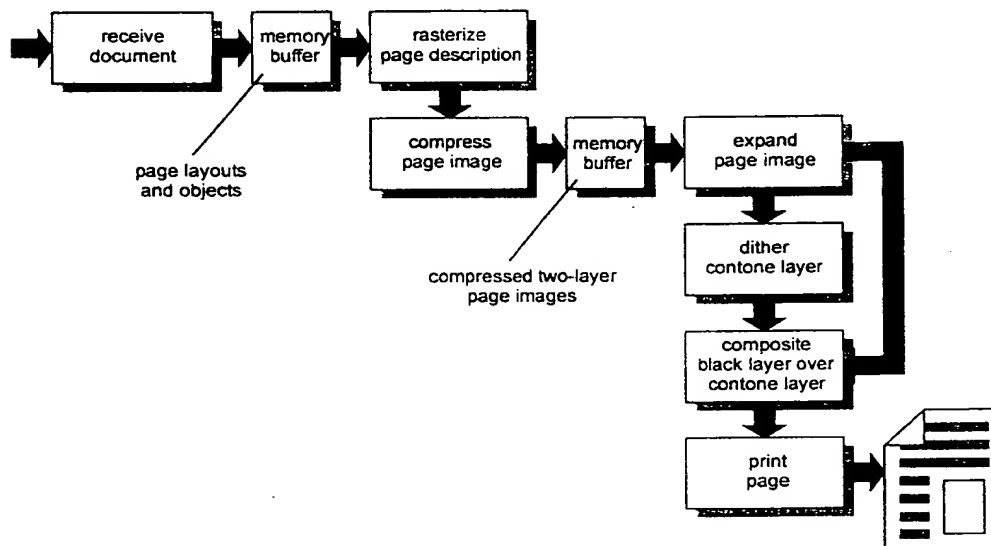 receive
document
memory
buffer
rasterize
page description
page layouts
and objects
compress
page image
memory
buffer
compressed two-layer
page images
expand
page image
dither
contone layer
composite
black layer over
contone layer
print
page